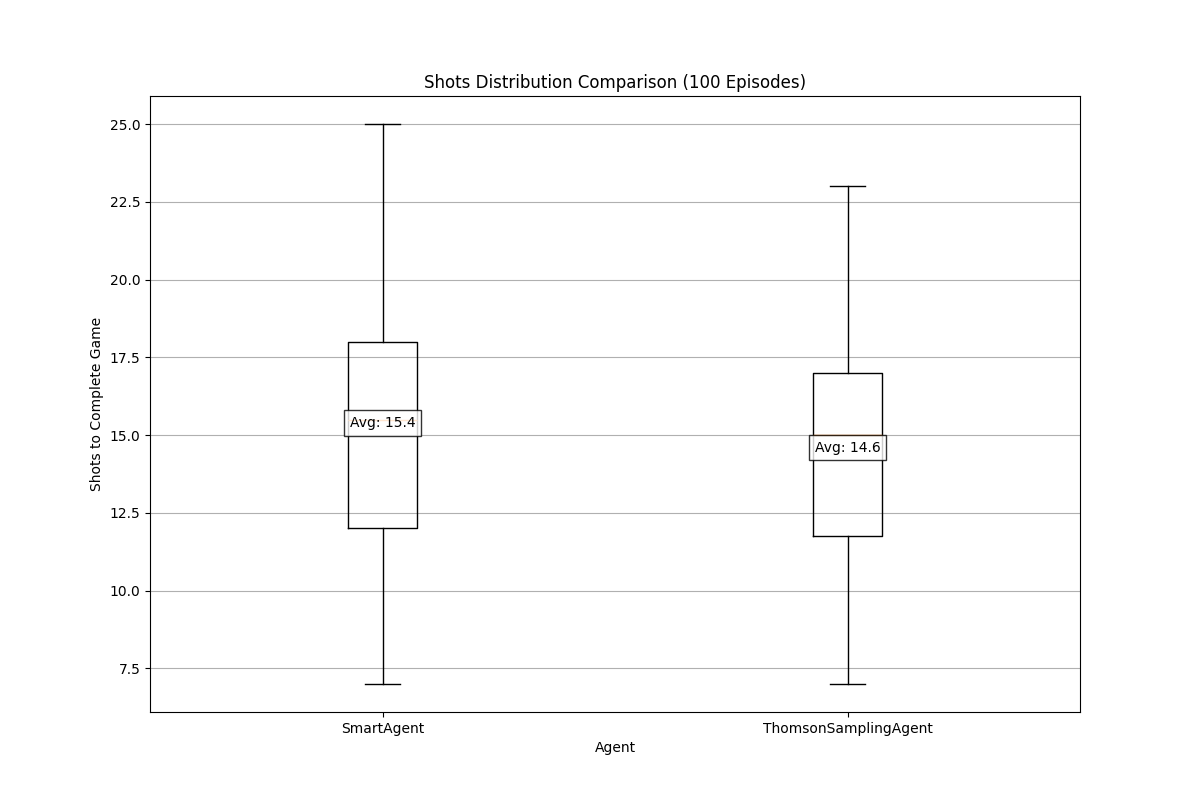 Shots Distribution Comparison (100 Episodes)
Shots to Complete Game
25.0
22.5
20.0
17.5
15.0
12.5
10.0
7.5
Avg: 15.4
Avg: 14.6
SmartAgent
ThomsonSamplingAgent
Agent